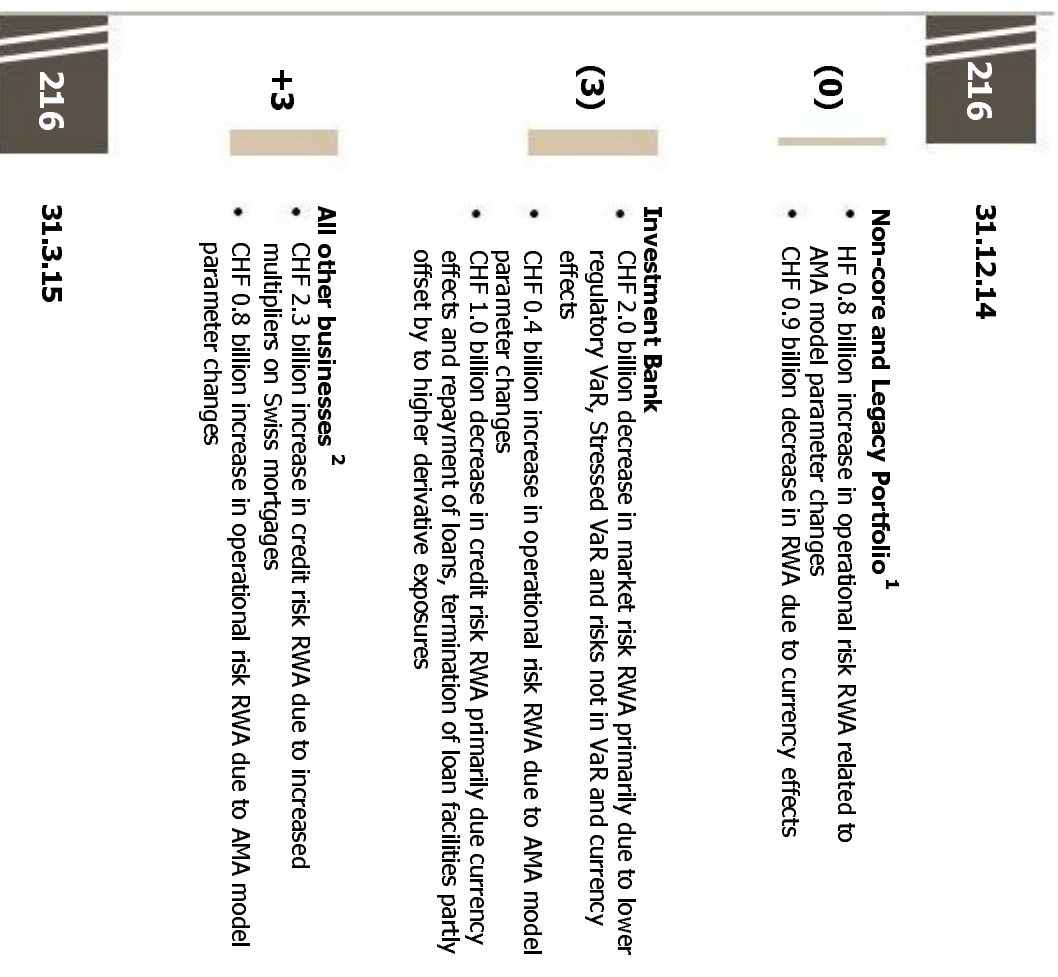 216
31.12.14
(0)
Non-core and Legacy Portfolio 1
• HF 0.8 billion increase in operational risk RWA related to
AMA model parameter changes
• CHF 0.9 billion decrease in RWA due to currency effects
(3)
Investment Bank
• CHF 2.0 billion decrease in market risk RWA primarily due to lower
regulatory VaR, Stressed VaR and risks not in VaR and currency
effects
• CHF 0.4 billion increase in operational risk RWA due to AMA model
parameter changes
• CHF 1.0 billion decrease in credit risk RWA primarily due currency
effects and repayment of loans, termination of loan facilities partly
offset by to higher derivative exposures
+3
All other businesses 2
• CHF 2.3 billion increase in credit risk RWA due to increased
multipliers on Swiss mortgages
• CHF 0.8 billion increase in operational risk RWA due to AMA model
parameter changes
216
31.3.15